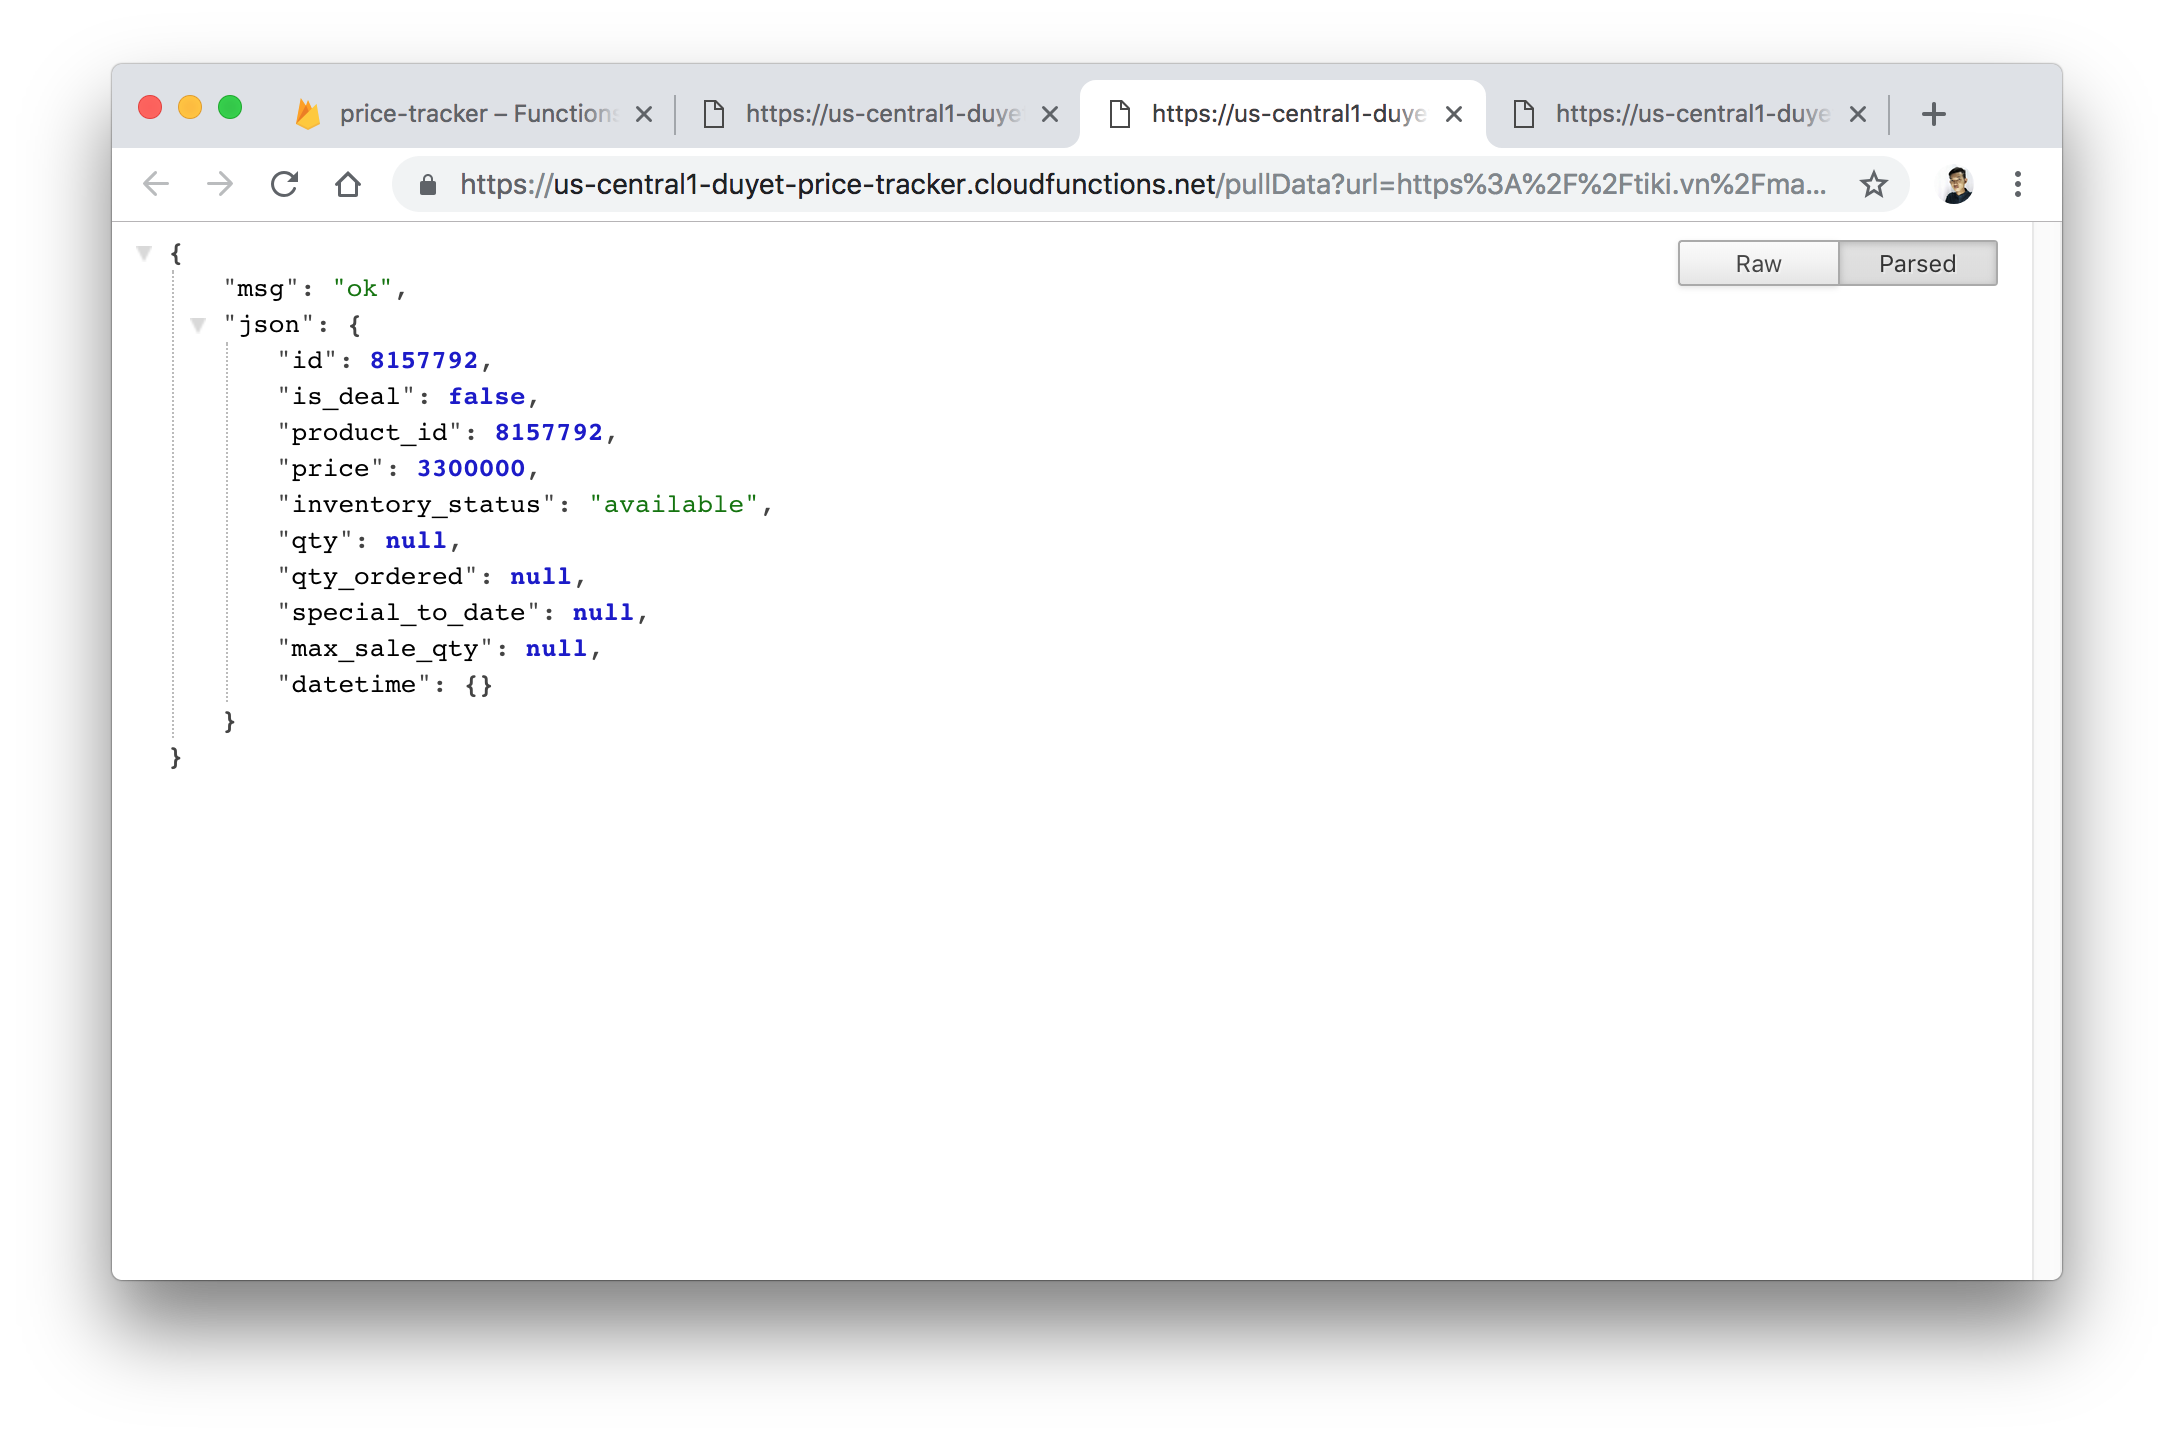 price-tracker – Functions
https://us-central1-duye
https://us-central1-duye
https://us-central1-duye
https://us-central1-duyet-price-tracker.cloudfunctions.net/pullData?url=https%3A%2F%2Ftiki.vn%2Fma...
Raw
Parsed
{
"msg": "ok",
"json": {
"id": 8157792,
"is_deal": false,
"product_id": 8157792,
"price": 3300000,
"inventory_status": "available",
"qty": null,
"qty_ordered": null,
"special_to_date": null,
"max_sale_qty": null,
"datetime": {}
}
}